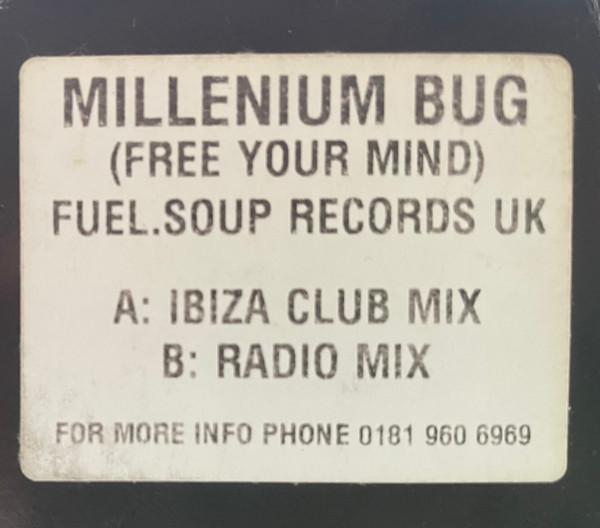 MILLENIUM BUG
(FREE YOUR MIND)
FUEL.SOUP RECORDS UK
A: IBIZA CLUB MIX
B: RADIO MIX
FOR MORE INFO PHONE 0181 960 6969